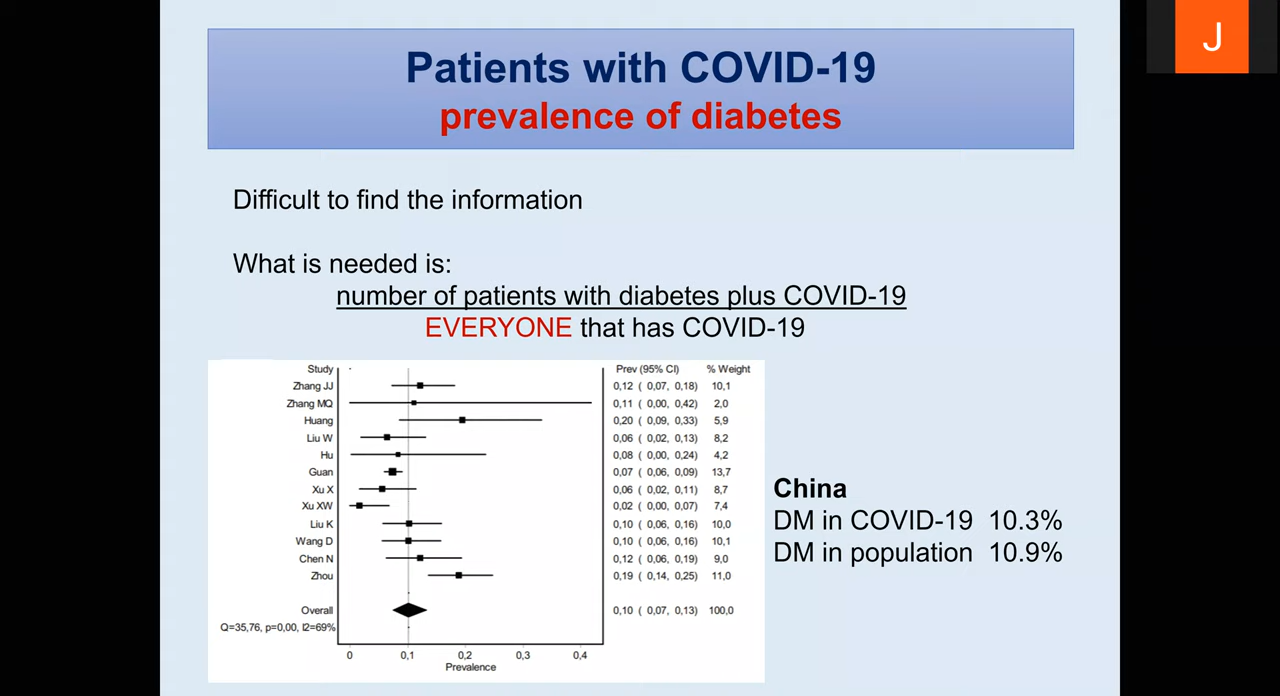 Patients with COVID-19
prevalence of diabetes
J
Difficult to find the information
What is needed is:
number of patients with diabetes plus COVID-19
EVERYONE that has COVID-19
Study Prev (95% CI) % Weight
Zhang JJ 0,12 ( 0,07, 0,18) 10,1
Zhang MQ 0,11 ( 0,00, 0,42) 2,0
Huang 0,20 ( 0,09, 0,33) 5,9
Liu W 0,06 ( 0,02, 0,13) 8,2
Hu 0,08 ( 0,00, 0,24) 4,2
Guan 0,07 ( 0,06, 0,09) 13,7
Xu X 0,06 ( 0,02, 0,11) 8,7
Xu XW 0,02 ( 0,00, 0,07) 7,4
Liu K 0,10 ( 0,06, 0,16) 10,0
Wang D 0,10 ( 0,06, 0,16) 10,1
Chen N 0,12 ( 0,06, 0,19) 9,0
Zhou 0,19 ( 0,14, 0,25) 11,0
Overall 0,10 ( 0,07, 0,13) 100,0
Q=35,76, p=0,00, I2=69%
0 0,1 0,2 0,3 0,4
Prevalence
China
DM in COVID-19 10.3%
DM in population 10.9%